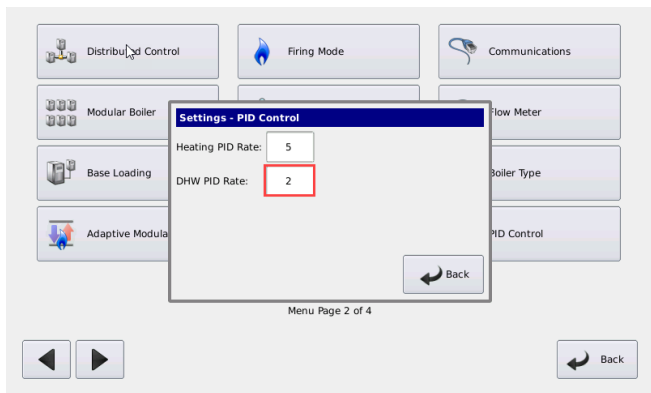 Distributed Control
Firing Mode
Communications
Modular Boiler
Flow Meter
Settings - PID Control
Heating PID Rate: 5
Base Loading
Boiler Type
DHW PID Rate: 2
Adaptive Modula
PID Control
Back
Menu Page 2 of 4
Back